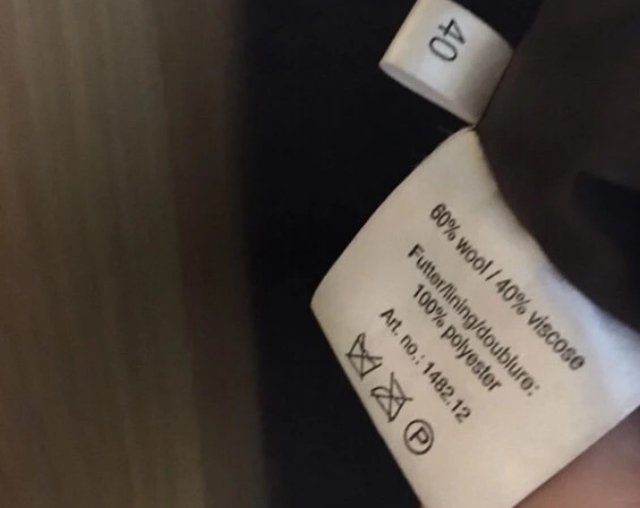 40
60% wool / 40% viscose
Futter/lining/doublure:
100% polyester
Art. no.: 1482.12
P